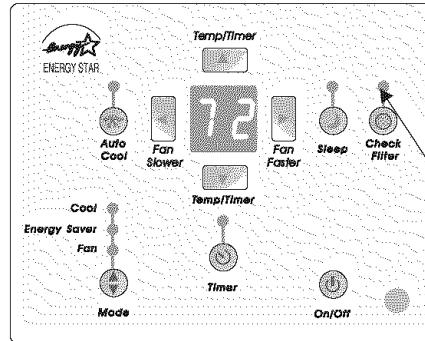 Temp/Timer
energy
ENERGY STAR
72
Auto
Cool
Fan
Slower
Fan
Faster
Sleep
Check
Filter
Temp/Timer
Cool
Energy Saver
Fan
Mode
Timer
On/Off